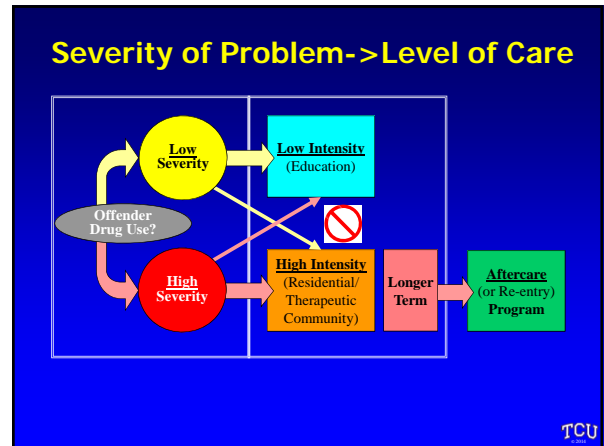 Severity of Problem->Level of Care
Low
Severity
Low Intensity
(Education)
Offender
Drug Use?
High
Severity
High Intensity
(Residential/
Therapeutic
Community)
Longer
Term
Aftercare
(or Re-entry)
Program
TCU